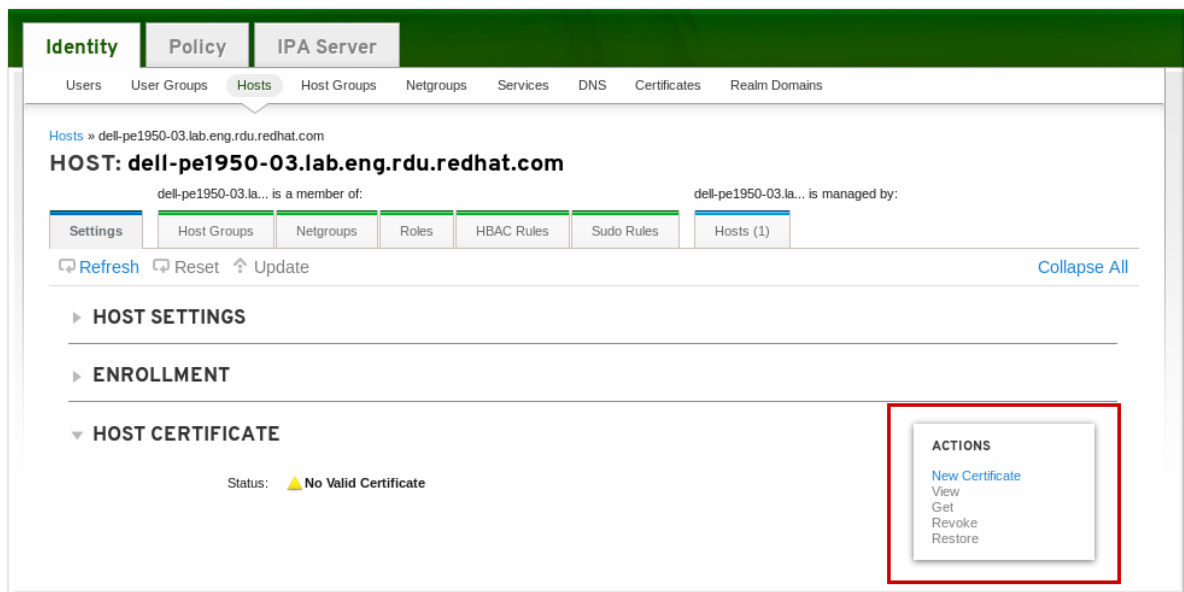 Identity Policy IPA Server
Users User Groups Hosts Host Groups Netgroups Services DNS Certificates Realm Domains
Hosts » dell-pe1950-03.lab.eng.rdu.redhat.com
HOST: dell-pe1950-03.lab.eng.rdu.redhat.com
dell-pe1950-03.la... is a member of: dell-pe1950-03.la... is managed by:
Settings Host Groups Netgroups Roles HBAC Rules Sudo Rules Hosts (1)
Refresh Reset Update Collapse All
HOST SETTINGS
ENROLLMENT
HOST CERTIFICATE
Status: No Valid Certificate
ACTIONS
New Certificate
View
Get
Revoke
Restore